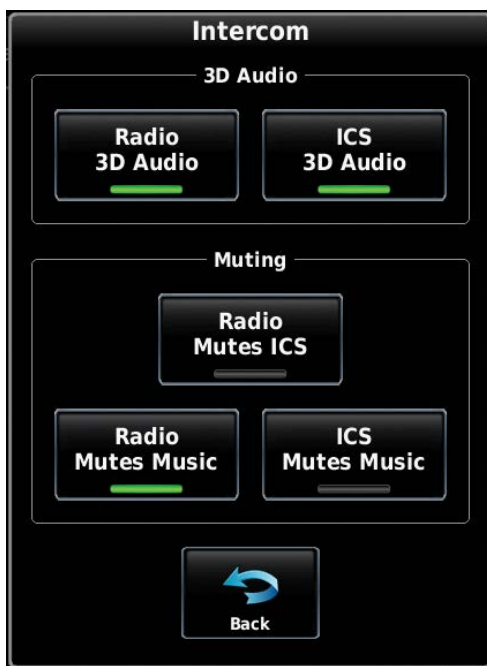 Intercom
3D Audio
Radio
3D Audio
ICS
3D Audio
Muting
Radio
Mutes ICS
Radio
Mutes Music
ICS
Mutes Music
Back